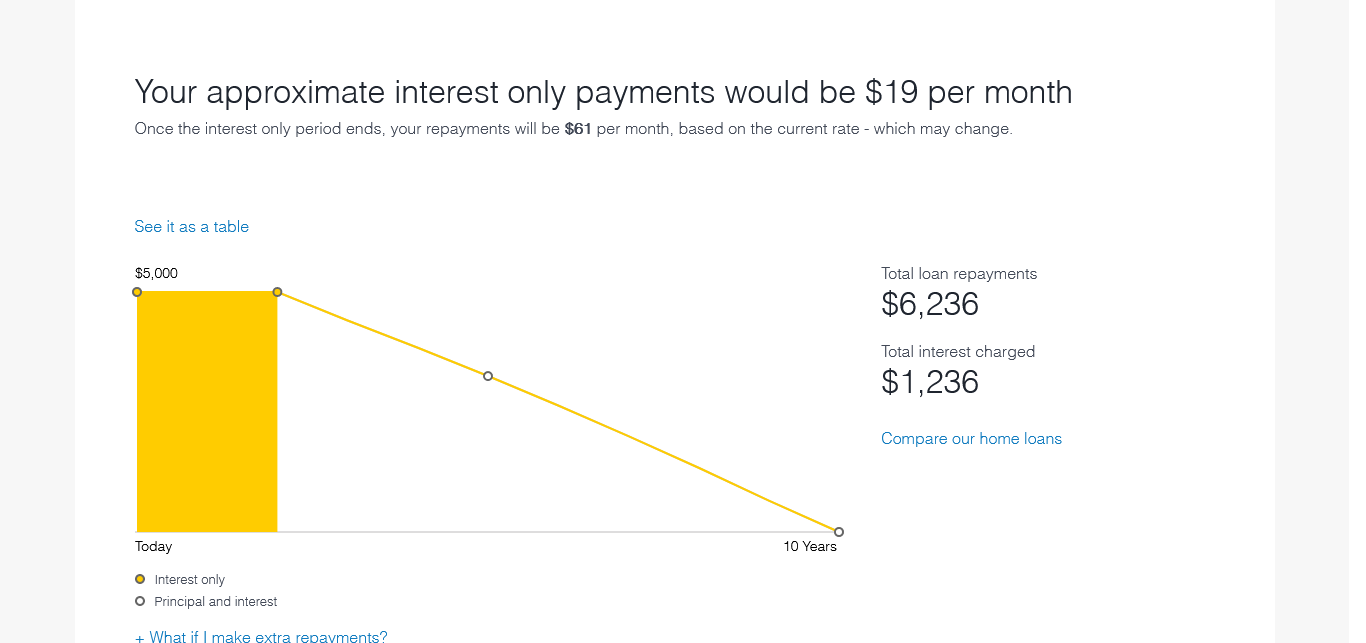 Your approximate interest only payments would be $19 per month
Once the interest only period ends, your repayments will be $61 per month, based on the current rate - which may change.
See it as a table
$5,000
Today
10 Years
Interest only
Principal and interest
+ What if I make extra repayments?
Total loan repayments
$6,236
Total interest charged
$1,236
Compare our home loans